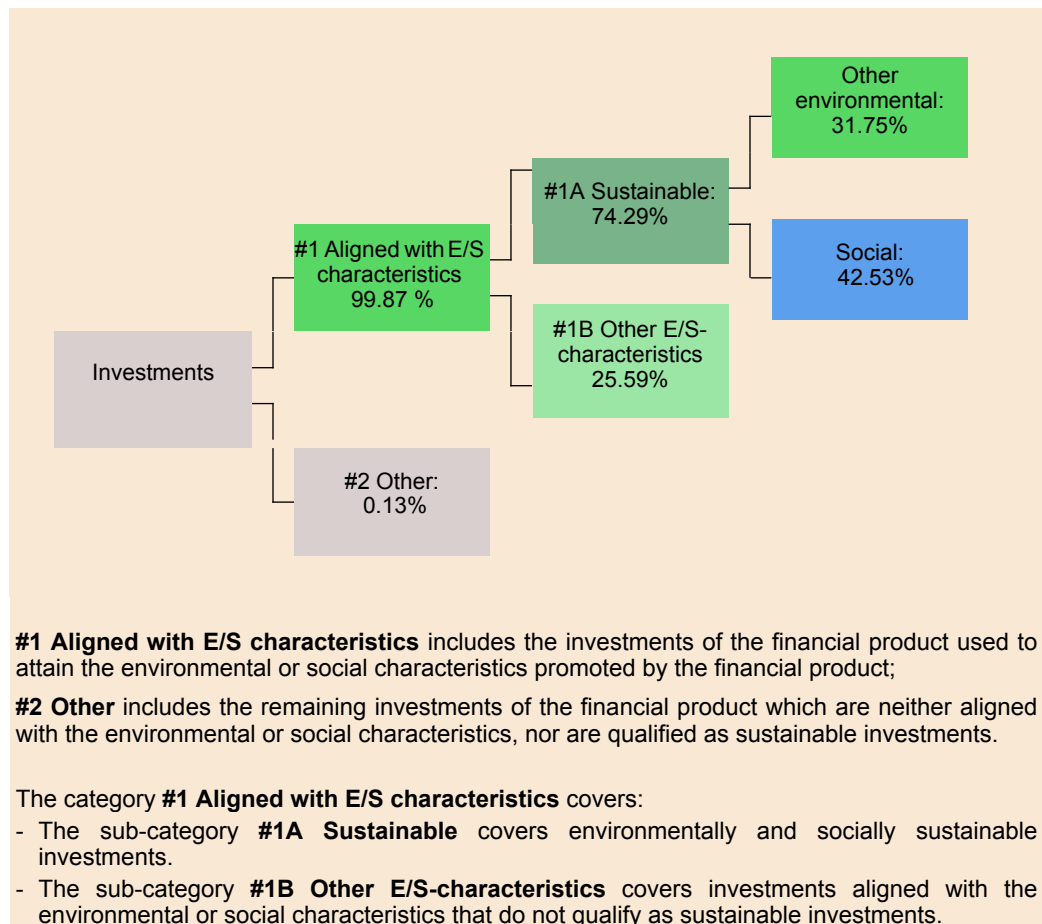 Other
environmental:
31.75%
#1A Sustainable:
74.29%
#1 Aligned with E/S
characteristics
99.87 %
Social:
42.53%
#1B Other E/S-
characteristics
25.59%
Investments
#2 Other:
0.13%
#1 Aligned with E/S characteristics includes the investments of the financial product used to
attain the environmental or social characteristics promoted by the financial product;
#2 Other includes the remaining investments of the financial product which are neither aligned
with the environmental or social characteristics, nor are qualified as sustainable investments.
The category #1 Aligned with E/S characteristics covers:
- The sub-category #1A Sustainable covers environmentally and socially sustainable
investments.
- The sub-category #1B Other E/S-characteristics covers investments aligned with the
environmental or social characteristics that do not qualify as sustainable investments.